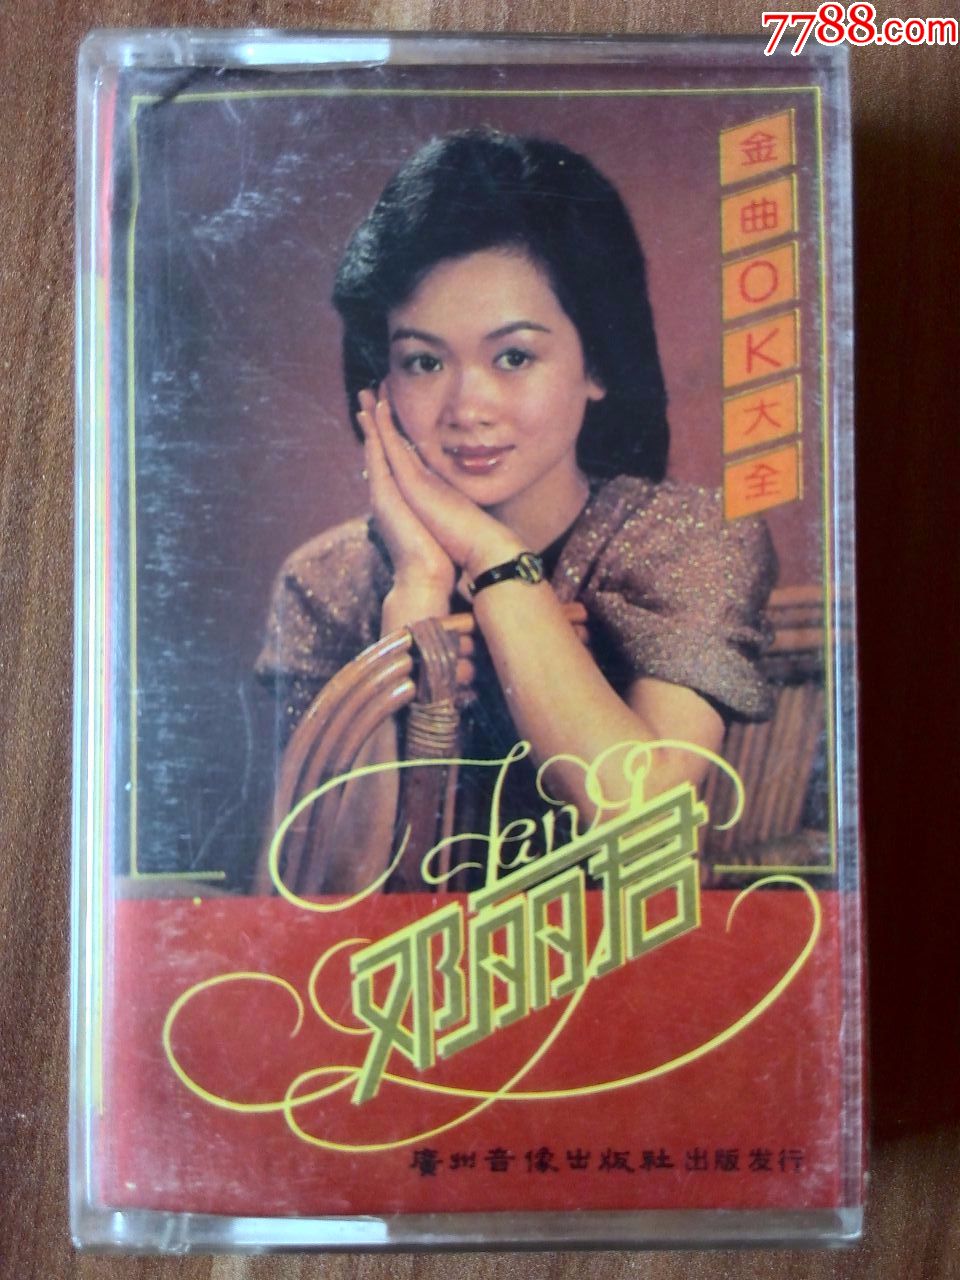 7788.com
金曲OK大全
邓丽君
廣州音像出版社 出版发行